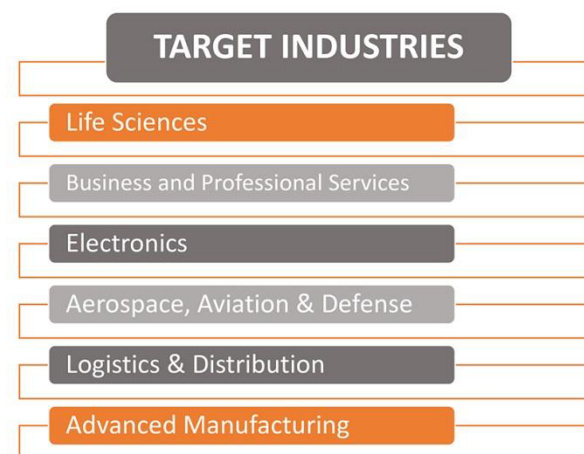 TARGET INDUSTRIES
Life Sciences
Business and Professional Services
Electronics
Aerospace, Aviation & Defense
Logistics & Distribution
Advanced Manufacturing